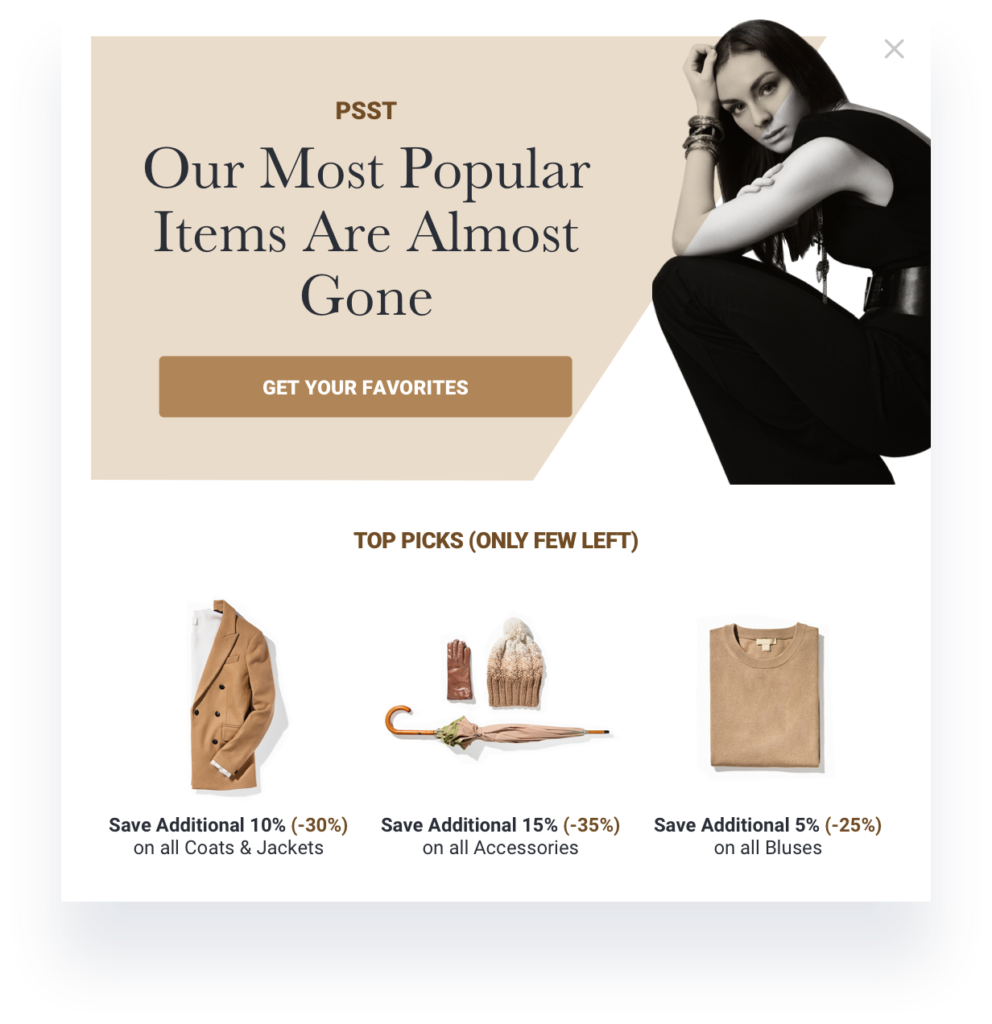 PSST
Our Most Popular
Items Are Almost
Gone
GET YOUR FAVORITES
TOP PICKS (ONLY FEW LEFT)
Save Additional 10% (-30%)
on all Coats & Jackets
Save Additional 15% (-35%)
on all Accessories
Save Additional 5% (-25%)
on all Bluses